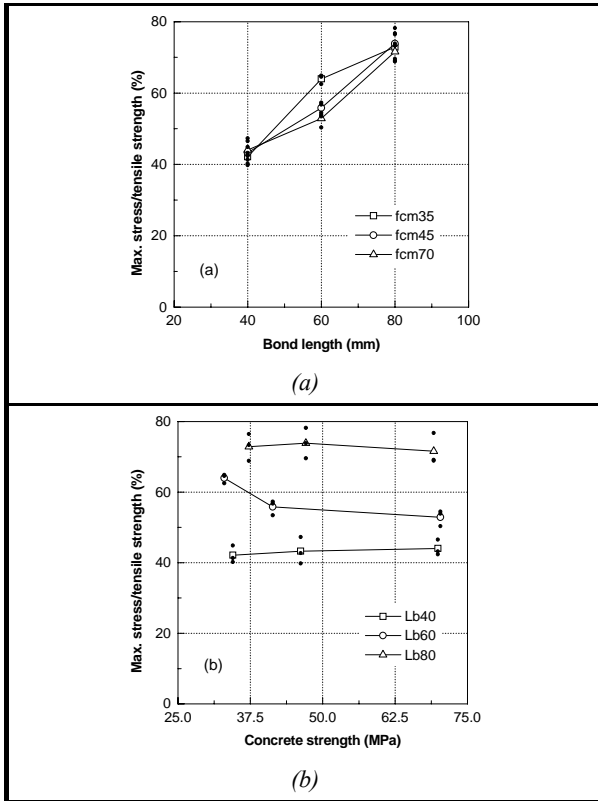 80
60
40
20
0
Max. stress/tensile strength (%)
(a)
fcm35
fcm45
fcm70
20 40 60 80 100
Bond length (mm)
(a)
80
60
40
20
0
Max. stress/tensile strength (%)
(b)
Lb40
Lb60
Lb80
25.0 37.5 50.0 62.5 75.0
Concrete strength (MPa)
(b)